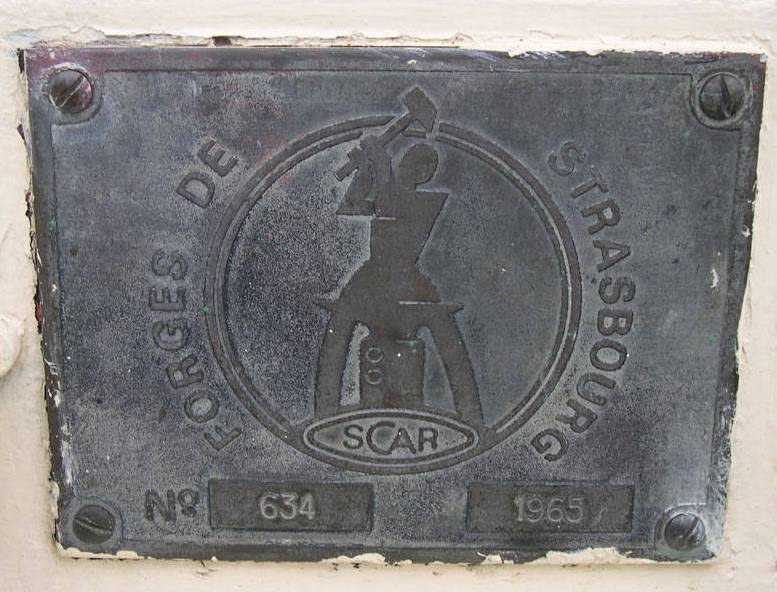 FORGES DE STRASBOURG
SCAR
Nº 634 1965